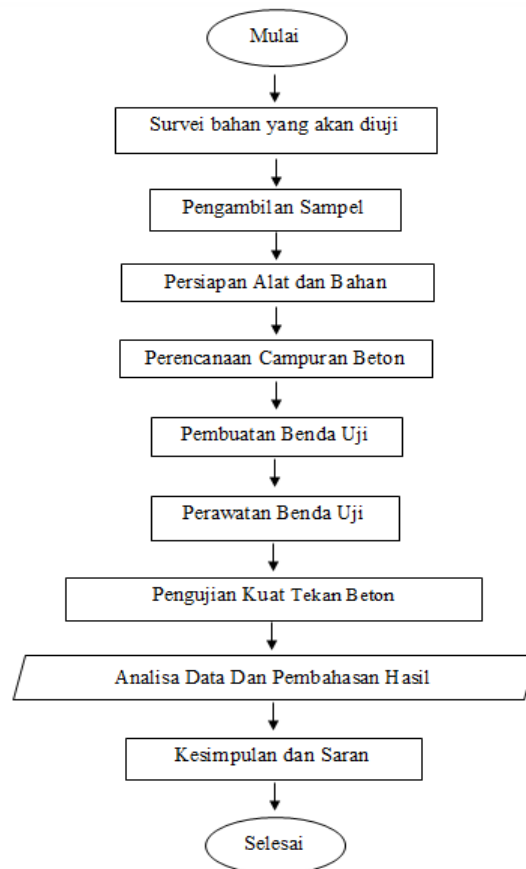 Mulai
Survei bahan yang akan diuji
Pengambilan Sampel
Persiapan Alat dan Bahan
Perencanaan Campuran Beton
Pembuatan Benda Uji
Perawatan Benda Uji
Pengujian Kuat Tekan Beton
Analisa Data Dan Pembahasan Hasil
Kesimpulan dan Saran
Selesai